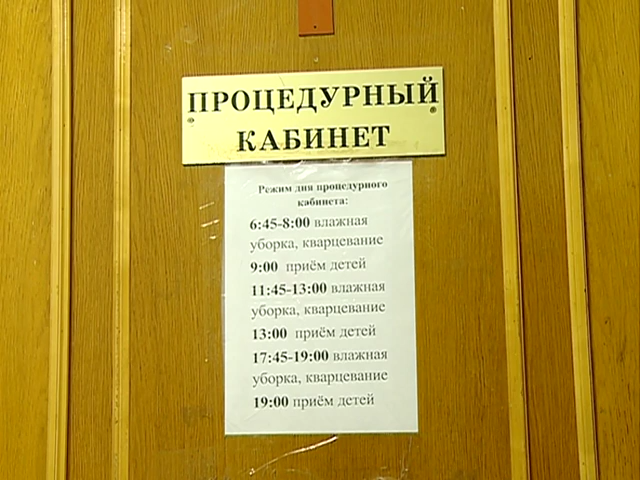 ПРОЦЕДУРНЫЙ
КАБИНЕТ
Режим дня процедурного
кабинета:
6:45-8:00 влажная
уборка, кварцевание
9:00 приём детей
11:45-13:00 влажная
уборка, кварцевание
13:00 приём детей
17:45-19:00 влажная
уборка, кварцевание
19:00 приём детей